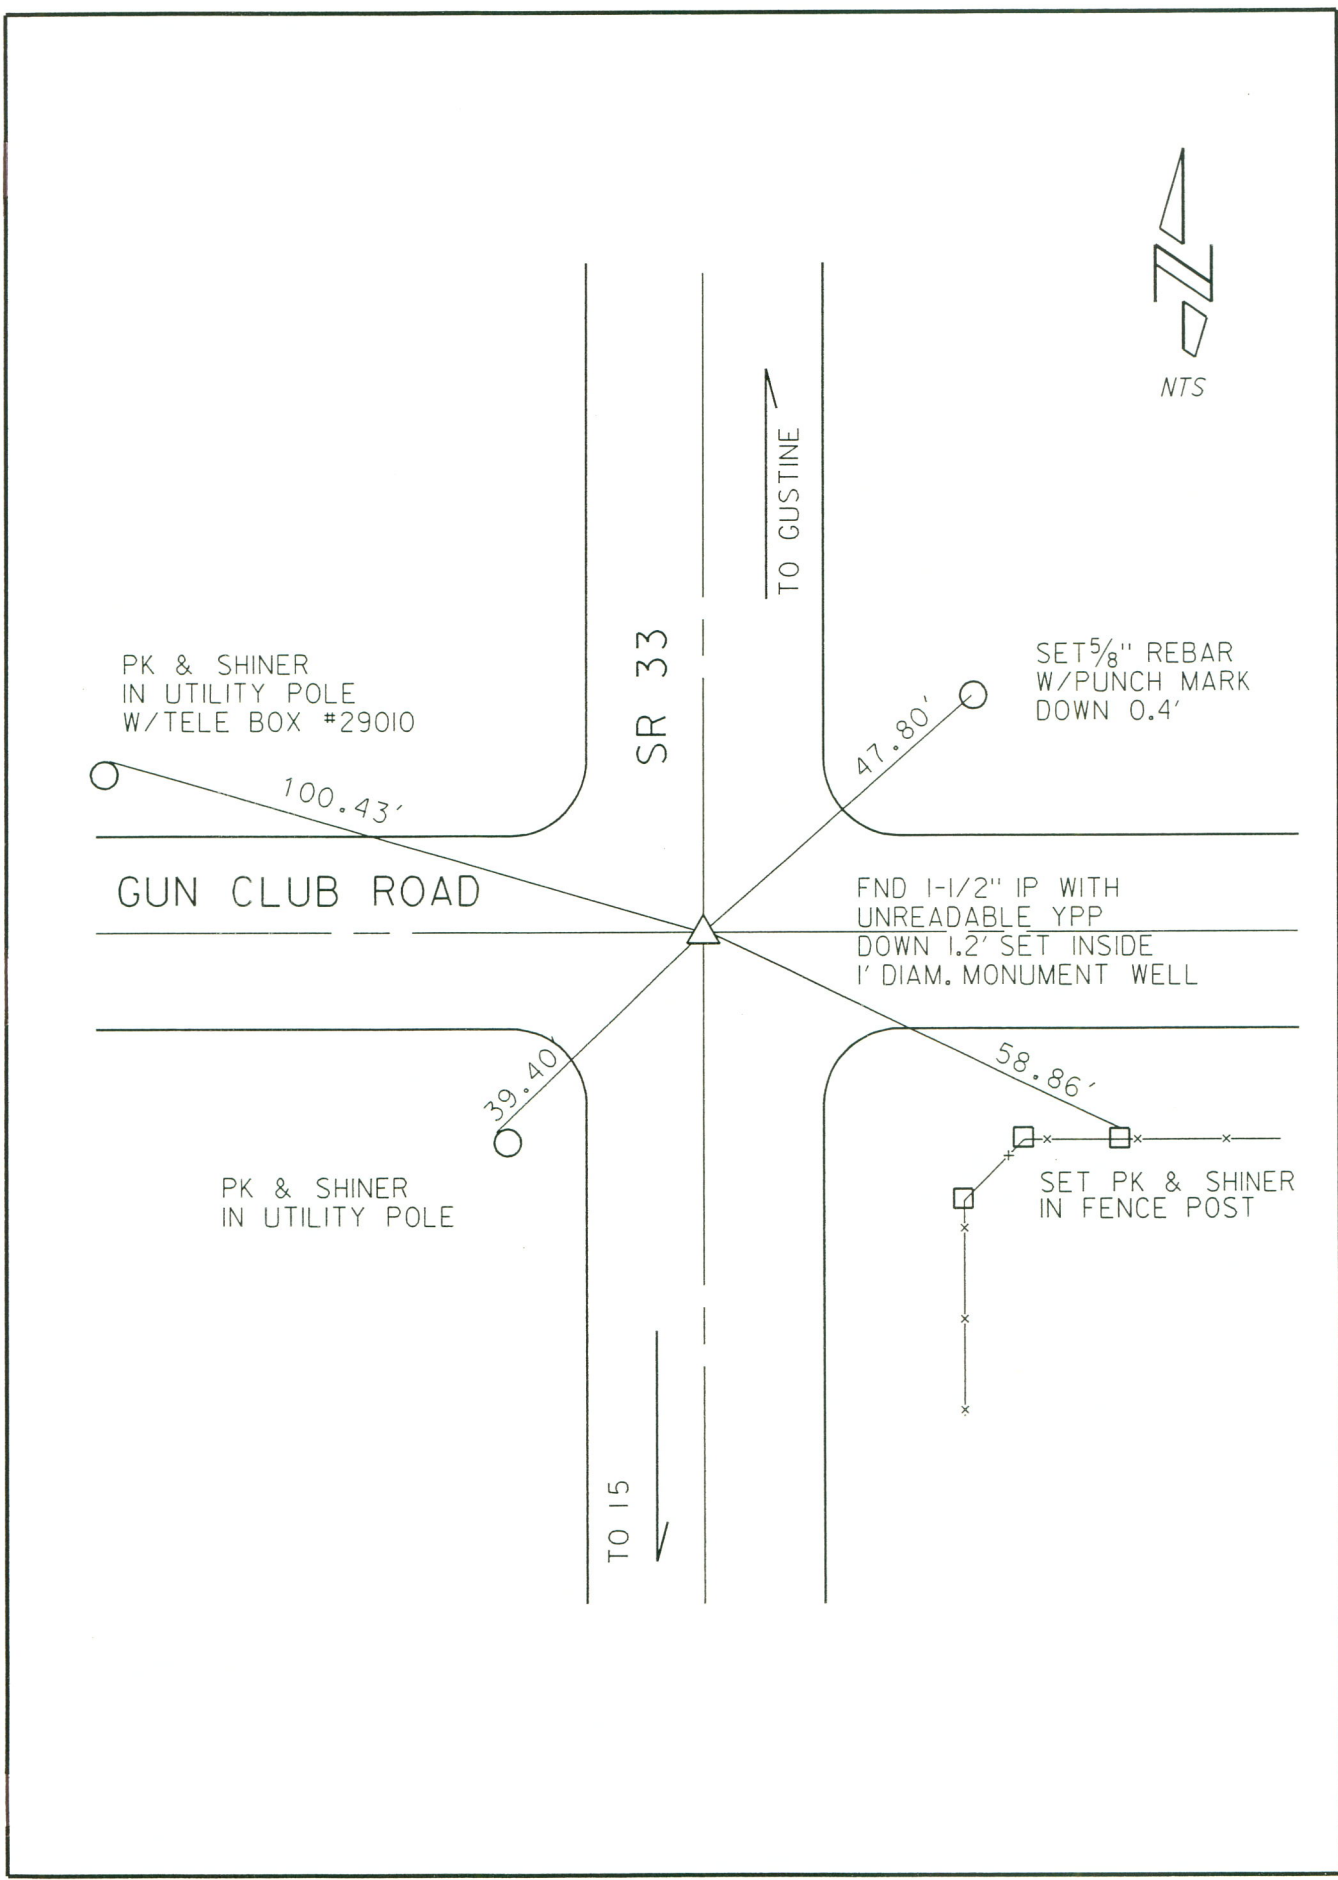 NTS
TO GUSTINE
SR 33
PK & SHINER
IN UTILITY POLE
W/TELE BOX #29010
SET 5/8" REBAR
W/PUNCH MARK
DOWN 0.4'
47.80'
100.43'
GUN CLUB ROAD
FND 1-1/2" IP WITH
UNREADABLE YPP
DOWN 1.2' SET INSIDE
1' DIAM. MONUMENT WELL
39.40'
58.86'
PK & SHINER
IN UTILITY POLE
SET PK & SHINER
IN FENCE POST
TO 15